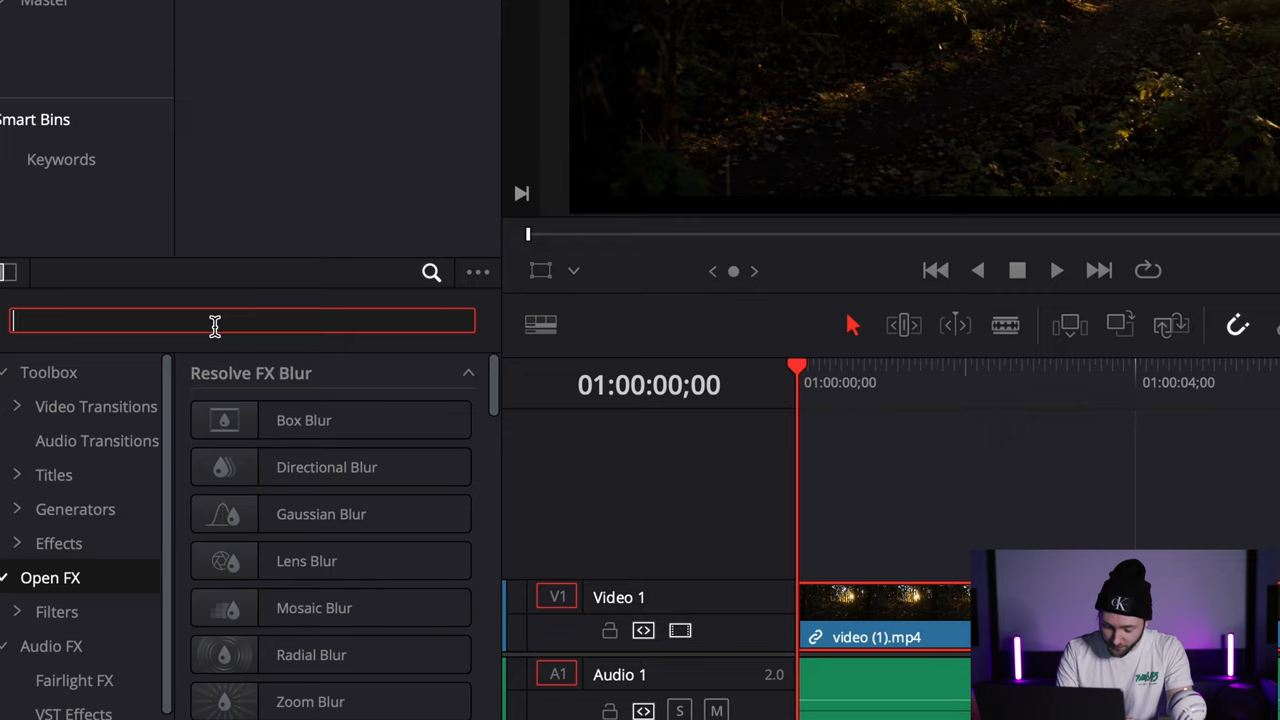 Master
Smart Bins
Keywords
Toolbox
Video Transitions
Audio Transitions
Titles
Generators
Effects
Open FX
Filters
Audio FX
Fairlight FX
VST Effects
Resolve FX Blur
Box Blur
Directional Blur
Gaussian Blur
Lens Blur
Mosaic Blur
Radial Blur
Zoom Blur
01:00:00;00
01:00:00;00
01:00:04;00
V1 Video 1
video (1).mp4
A1 Audio 1 2.0
S M